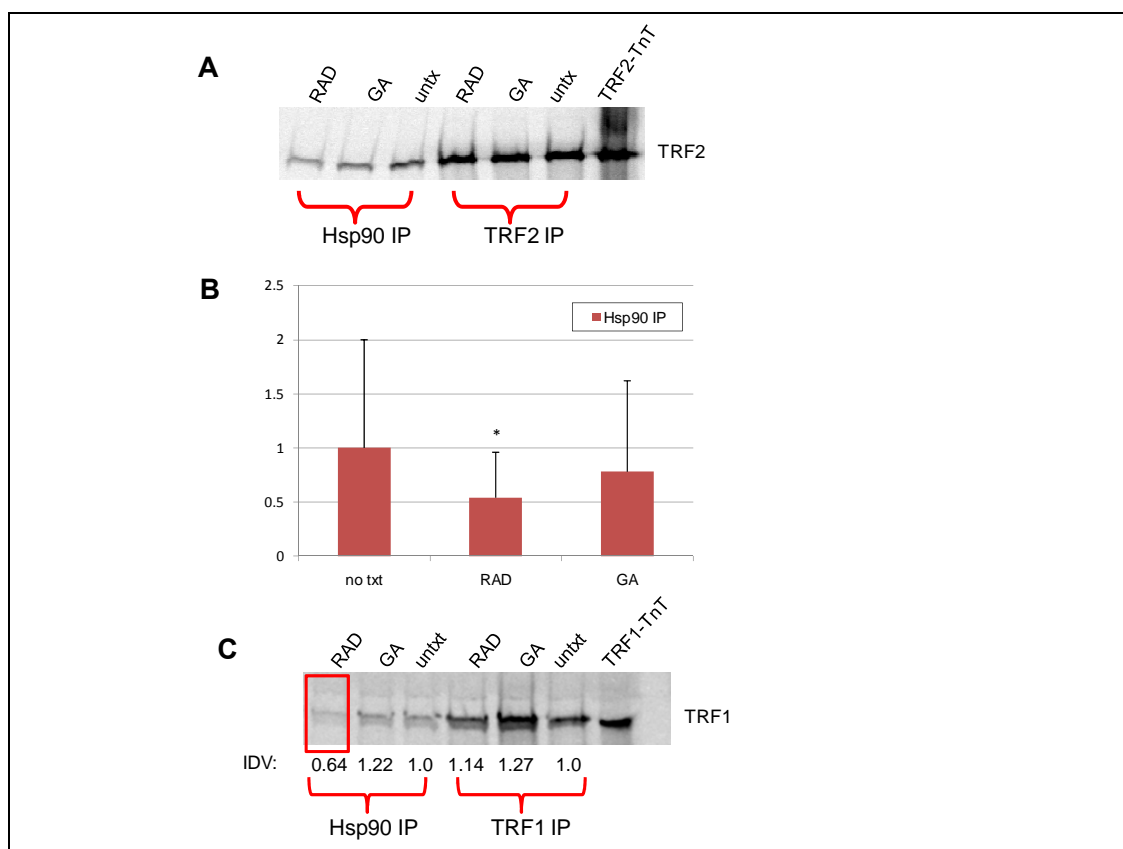 A
RAD GA untx RAD GA untx TRF2-TnT
TRF2
Hsp90 IP TRF2 IP
B
2.5
Hsp90 IP
2
1.5
*
1
0.5
0
no txt RAD GA
C
RAD GA untxt RAD GA untxt TRF1-TnT
TRF1
IDV: 0.64 1.22 1.0 1.14 1.27 1.0
Hsp90 IP TRF1 IP